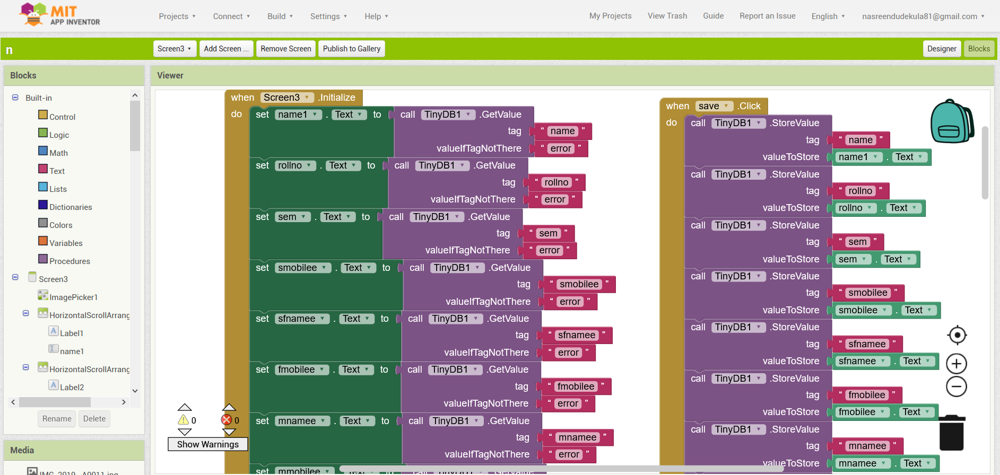 MIT
APP INVENTOR
Projects Connect Build Settings Help My Projects View Trash Guide Report an Issue English nasreendudekula81@gmail.com
n Screen3 Add Screen ... Remove Screen Publish to Gallery Designer Blocks
Blocks
Built-in
Control
Logic
Math
Text
Lists
Dictionaries
Colors
Variables
Procedures
Screen3
ImagePicker1
HorizontalScrollArrang
Label1
name1
HorizontalScrollArrang
Label2
Rename Delete
Media
Viewer
when Screen3 .Initialize
do set name1 . Text to call TinyDB1 .GetValue
tag “ name ”
valueIfTagNotThere “ error ”
set rollno . Text to call TinyDB1 .GetValue
tag “ rollno ”
valueIfTagNotThere “ error ”
set sem . Text to call TinyDB1 .GetValue
tag “ sem ”
valueIfTagNotThere “ error ”
set smobilee . Text to call TinyDB1 .GetValue
tag “ smobilee ”
valueIfTagNotThere “ error ”
set sfnamee . Text to call TinyDB1 .GetValue
tag “ sfnamee ”
valueIfTagNotThere “ error ”
set fmobilee . Text to call TinyDB1 .GetValue
tag “ fmobilee ”
valueIfTagNotThere “ error ”
set mnamee . Text to call TinyDB1 .GetValue
tag “ mnamee ”
valueIfTagNotThere “ error ”
set mmobilee . Text to call TinyDB1 .GetValue
when save .Click
do call TinyDB1 .StoreValue
tag “ name ”
valueToStore name1 . Text
call TinyDB1 .StoreValue
tag “ rollno ”
valueToStore rollno . Text
call TinyDB1 .StoreValue
tag “ sem ”
valueToStore sem . Text
call TinyDB1 .StoreValue
tag “ smobilee ”
valueToStore smobilee . Text
call TinyDB1 .StoreValue
tag “ sfnamee ”
valueToStore sfnamee . Text
call TinyDB1 .StoreValue
tag “ fmobilee ”
valueToStore fmobilee . Text
call TinyDB1 .StoreValue
tag “ mnamee ”
valueToStore mnamee . Text
0 0
Show Warnings